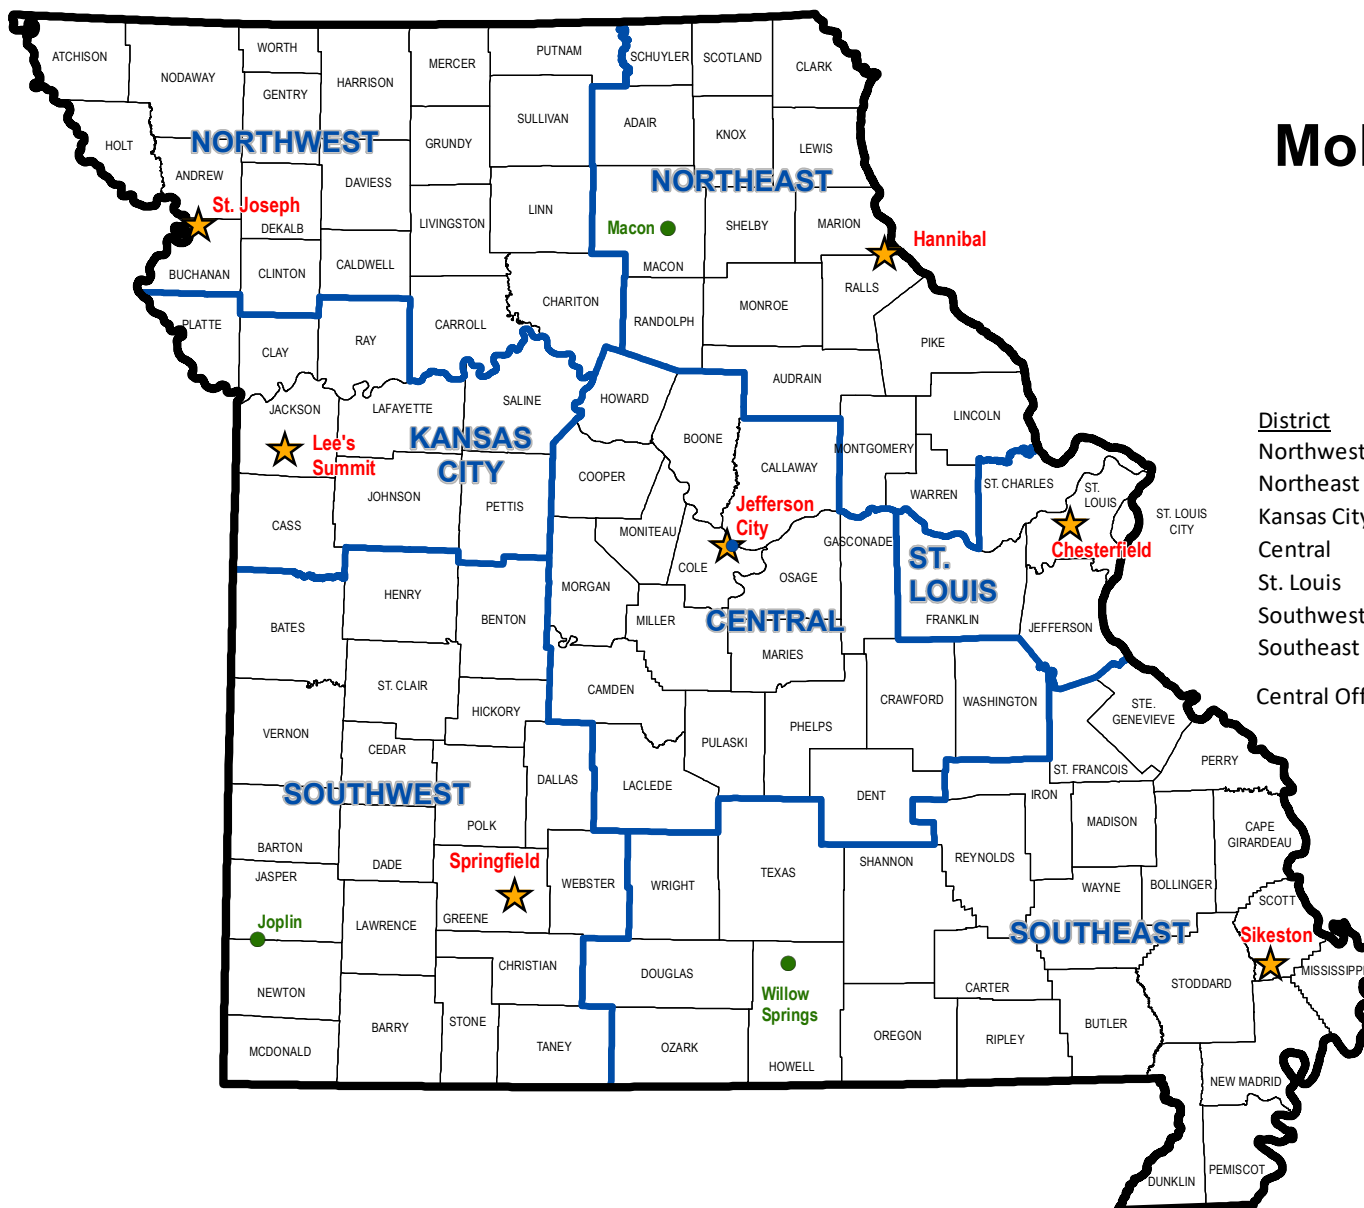 ATCHISON
NODAWAY
WORTH
GENTRY
HARRISON
MERCER
PUTNAM
SCHUYLER
SCOTLAND
CLARK
HOLT
NORTHWEST
ANDREW
DAVIESS
GRUNDY
SULLIVAN
ADAIR
KNOX
LEWIS
NORTHEAST
St. Joseph
DEKALB
LIVINGSTON
LINN
Macon
MACON
SHELBY
MARION
Hannibal
BUCHANAN
CLINTON
CALDWELL
CARROLL
CHARITON
RANDOLPH
MONROE
RALLS
PIKE
PLATTE
CLAY
RAY
AUDRAIN
JACKSON
LAFAYETTE
SALINE
HOWARD
BOONE
LINCOLN
Lee's
Summit
KANSAS
CITY
COOPER
CALLAWAY
MONTGOMERY
WARREN
ST. CHARLES
ST.
LOUIS
ST. LOUIS
CITY
Chesterfield
CASS
JOHNSON
PETTIS
MONITEAU
COLE
Jefferson
City
OSAGE
GASCONADE
ST.
LOUIS
FRANKLIN
JEFFERSON
BATES
HENRY
BENTON
MORGAN
MILLER
CENTRAL
MARIES
ST. CLAIR
HICKORY
CAMDEN
PULASKI
PHELPS
CRAWFORD
WASHINGTON
STE.
GENEVIEVE
VERNON
CEDAR
DALLAS
LACLEDE
DENT
ST. FRANCOIS
PERRY
SOUTHWEST
POLK
IRON
MADISON
CAPE
GIRARDEAU
BARTON
DADE
Springfield
GREENE
WEBSTER
WRIGHT
TEXAS
SHANNON
REYNOLDS
WAYNE
BOLLINGER
SCOTT
JASPER
Joplin
LAWRENCE
SOUTHEAST
Sikeston
MISSISSIPPI
NEWTON
CHRISTIAN
DOUGLAS
Willow
Springs
CARTER
STODDARD
MCDONALD
BARRY
STONE
TANEY
OZARK
HOWELL
OREGON
RIPLEY
BUTLER
NEW MADRID
DUNKLIN
PEMISCOT
District
Northwest
Northeast
Kansas City
Central
St. Louis
Southwest
Southeast
Central Off